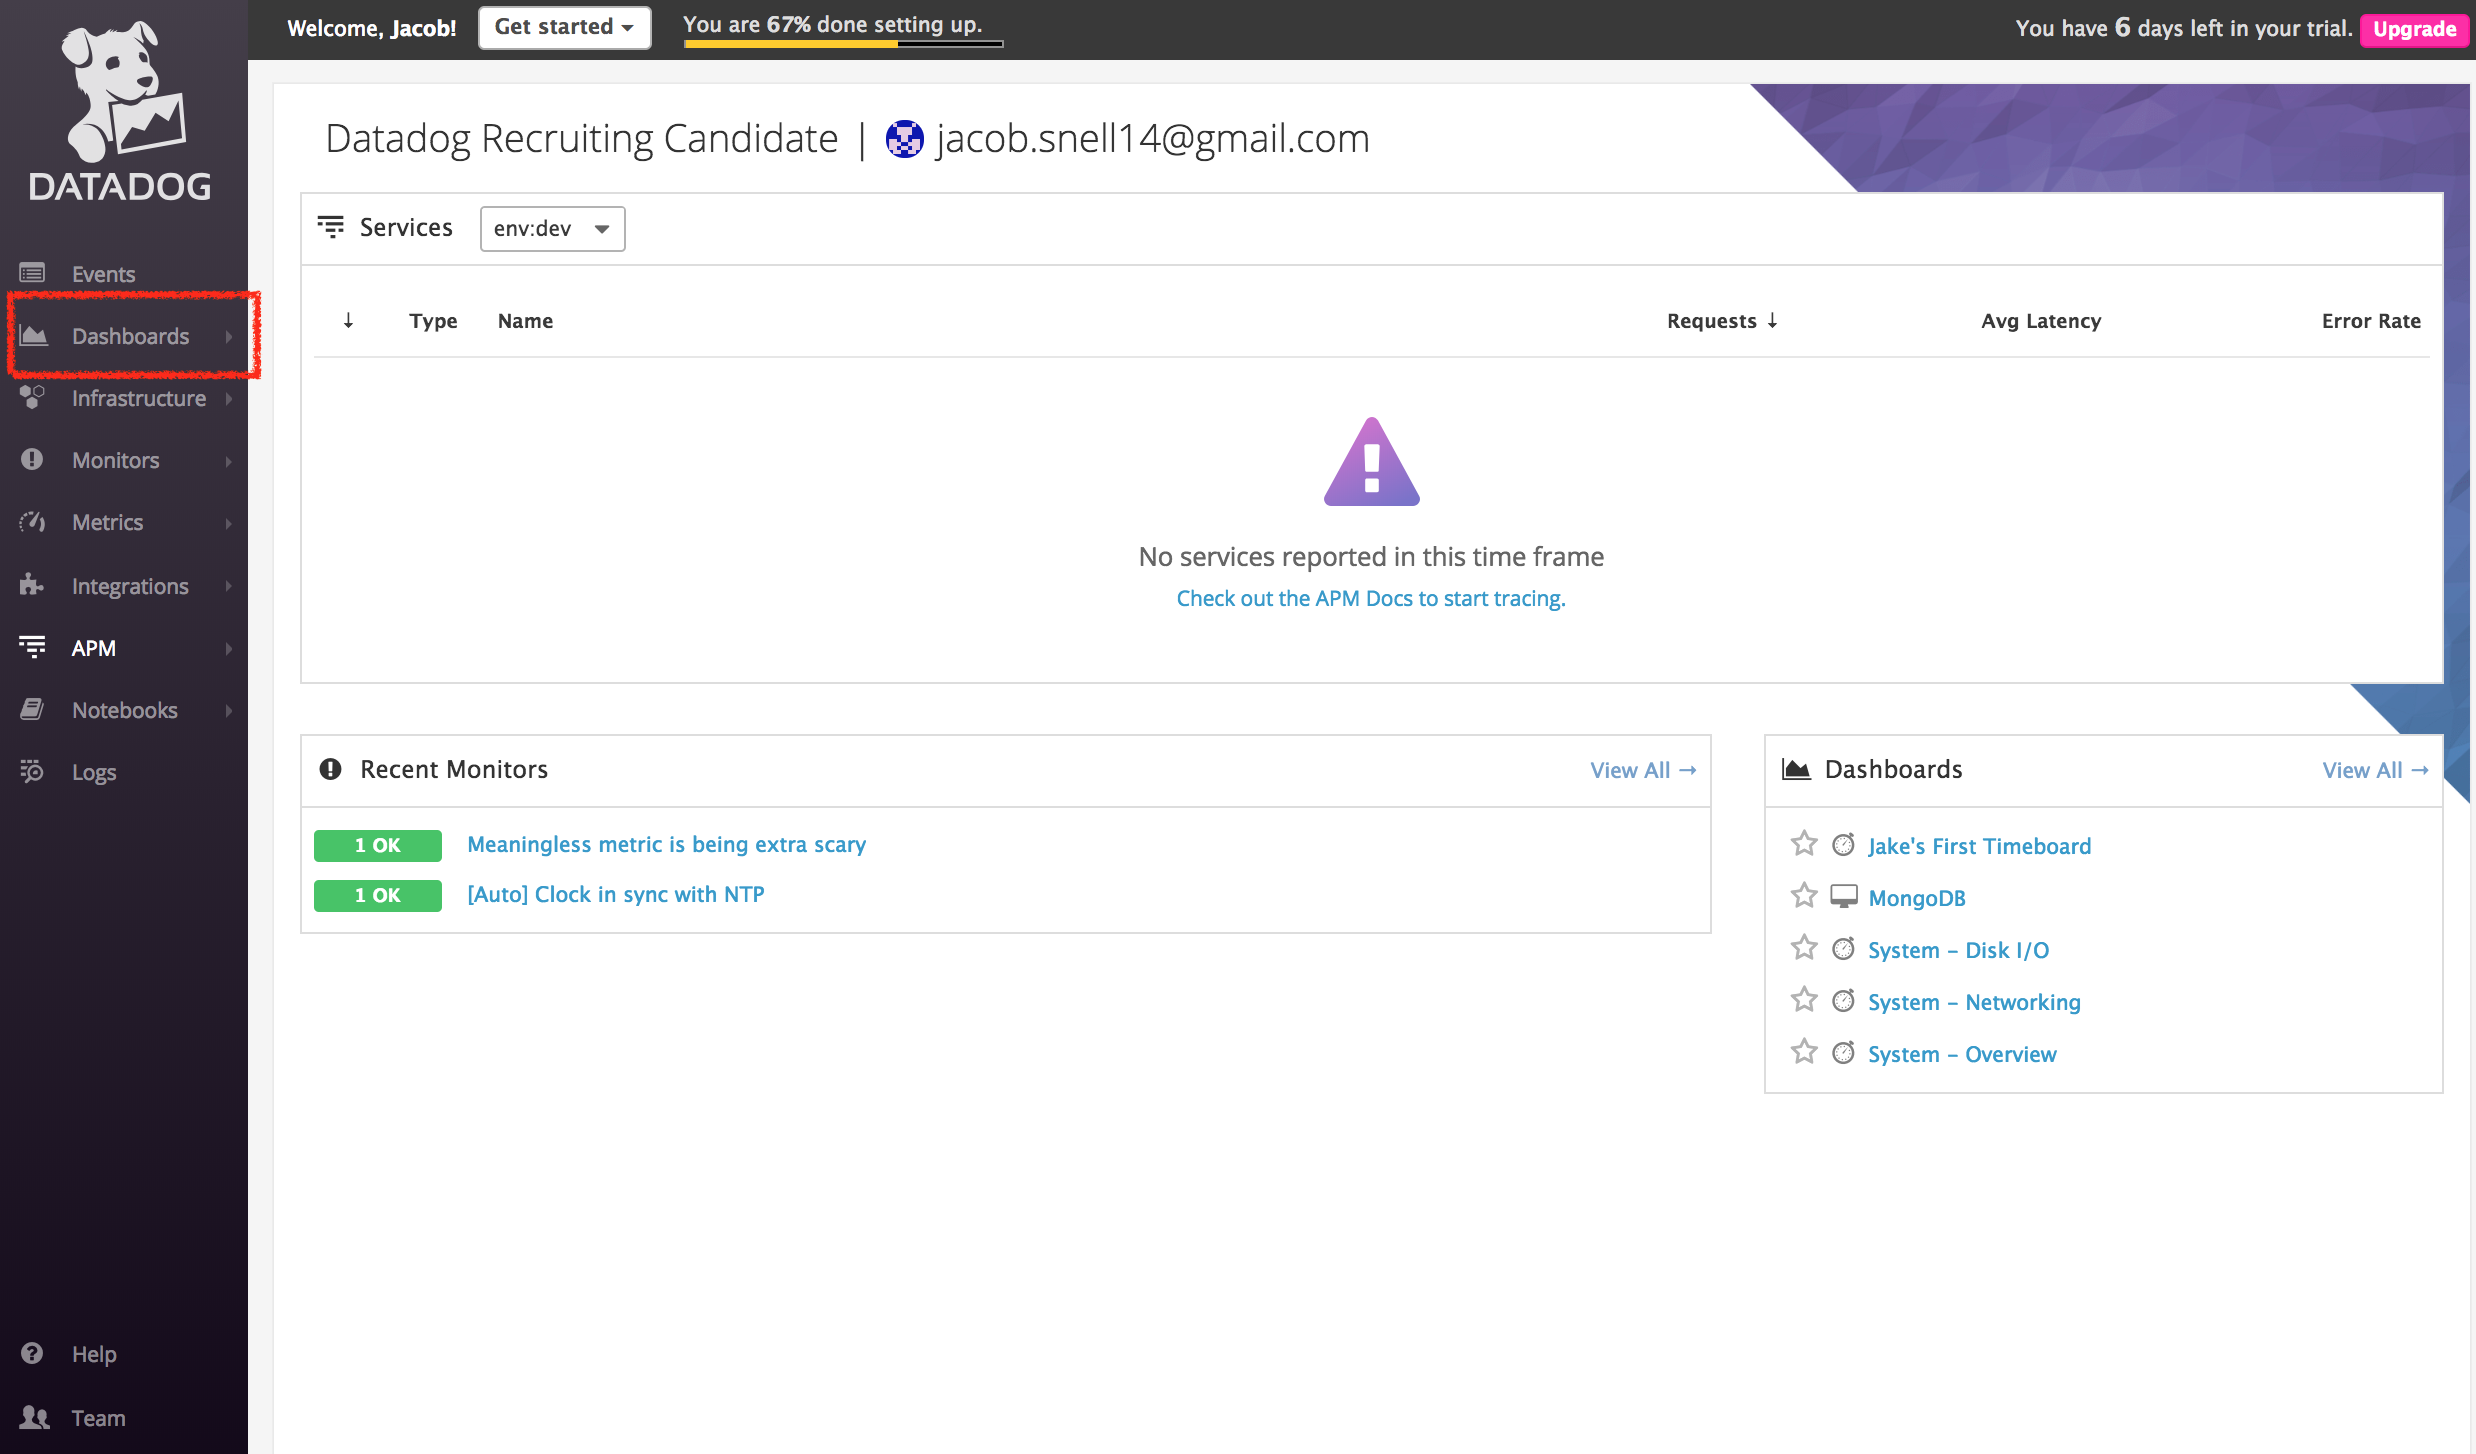 Welcome, Jacob!
Get started
You are 67% done setting up.
You have 6 days left in your trial.
Upgrade
DATADOG
Events
Dashboards
Infrastructure
Monitors
Metrics
Integrations
APM
Notebooks
Logs
Help
Team
Datadog Recruiting Candidate | jacob.snell14@gmail.com
Services
env:dev
↓ Type Name Requests ↓ Avg Latency Error Rate
No services reported in this time frame
Check out the APM Docs to start tracing.
Recent Monitors
View All →
1 OK Meaningless metric is being extra scary
1 OK [Auto] Clock in sync with NTP
Dashboards
View All →
Jake's First Timeboard
MongoDB
System – Disk I/O
System – Networking
System – Overview